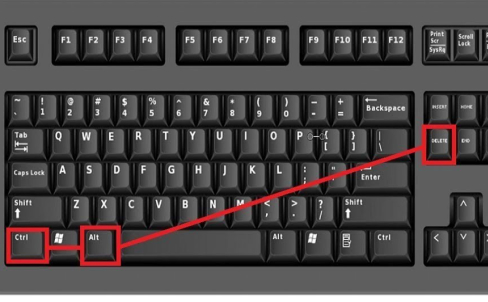 Esc F1 F2 F3 F4 F5 F6 F7 F8 F9 F10 F11 F12 Print Scr SysRq Scroll Lock
~ ` ! 1 @ 2 # 3 $ 4 % 5 ^ 6 & 7 * 8 ( 9 ) 0 - + = Backspace INSERT HOME
Tab Q W E R T Y U I O P { [ } ] | \ DELETE END
Caps Lock A S D F G H J K L : ; Enter
Shift Z X C V B N M < , > . ? / Shift
Ctrl Alt Alt Ctrl